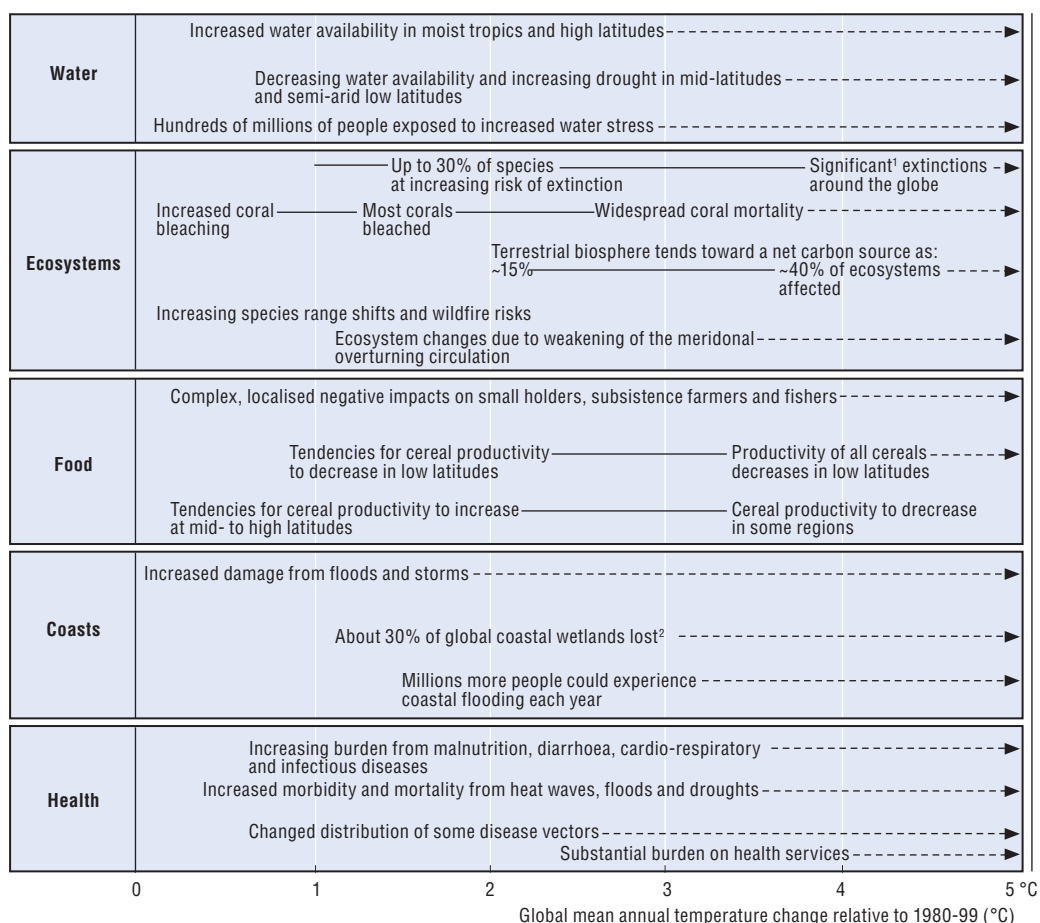 Water
Increased water availability in moist tropics and high latitudes
Decreasing water availability and increasing drought in mid-latitudes
and semi-arid low latitudes
Hundreds of millions of people exposed to increased water stress
Ecosystems
Up to 30% of species
at increasing risk of extinction
Significant¹ extinctions
around the globe
Increased coral
bleaching
Most corals
bleached
Widespread coral mortality
Terrestrial biosphere tends toward a net carbon source as:
~15%
~40% of ecosystems
affected
Increasing species range shifts and wildfire risks
Ecosystem changes due to weakening of the meridonal
overturning circulation
Food
Complex, localised negative impacts on small holders, subsistence farmers and fishers
Tendencies for cereal productivity
to decrease in low latitudes
Productivity of all cereals
decreases in low latitudes
Tendencies for cereal productivity to increase
at mid- to high latitudes
Cereal productivity to drecrease
in some regions
Coasts
Increased damage from floods and storms
About 30% of global coastal wetlands lost²
Millions more people could experience
coastal flooding each year
Health
Increasing burden from malnutrition, diarrhoea, cardio-respiratory
and infectious diseases
Increased morbidity and mortality from heat waves, floods and droughts
Changed distribution of some disease vectors
Substantial burden on health services
0 1 2 3 4 5 °C
Global mean annual temperature change relative to 1980-99 (°C)